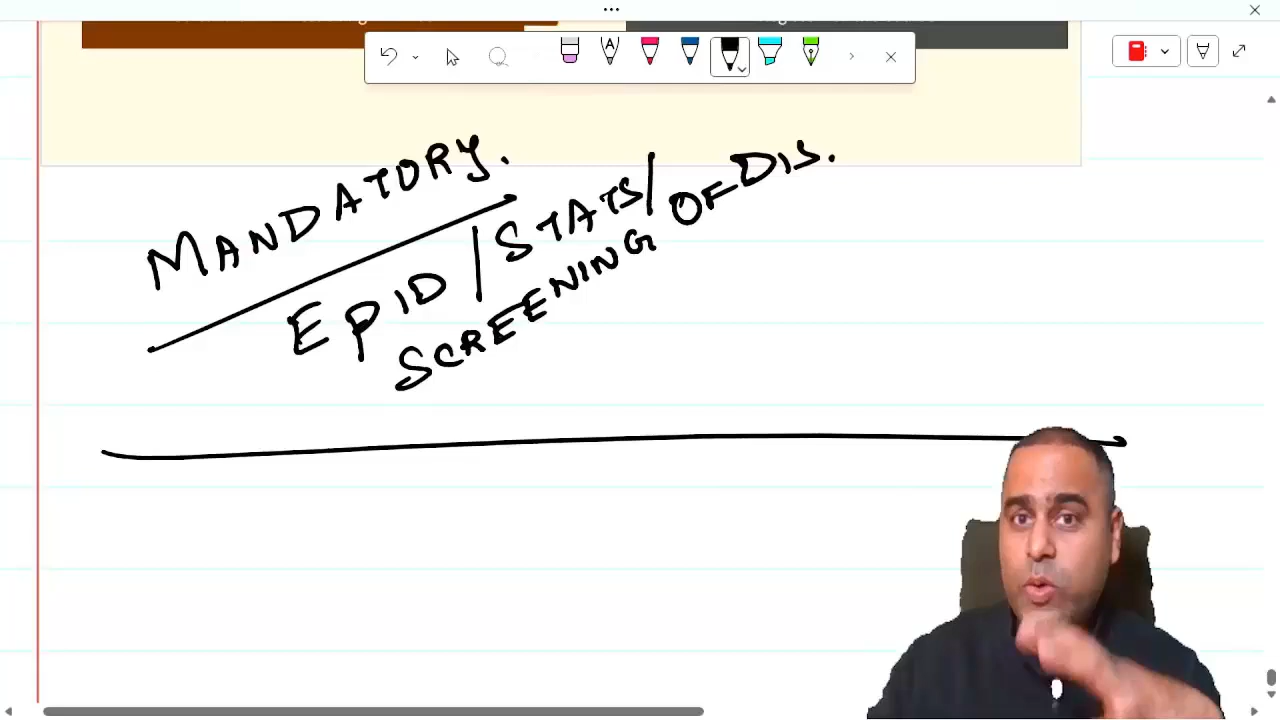 MANDATORY.
EPID / STATS /
SCREENING OF DIS.